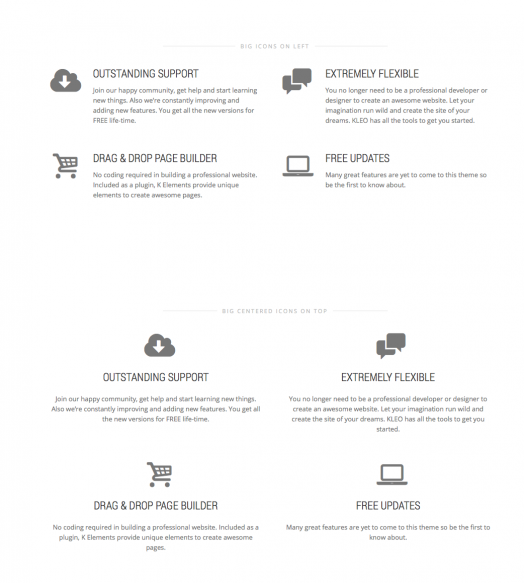 BIG ICONS ON LEFT
OUTSTANDING SUPPORT
Join our happy community, get help and start learning
new things. Also we're constantly improving and
adding new features. You get all the new versions for
FREE life-time.
EXTREMELY FLEXIBLE
You no longer need to be a professional developer or
designer to create an awesome website. Let your
imagination run wild and create the site of your
dreams. KLEO has all the tools to get you started.
DRAG & DROP PAGE BUILDER
No coding required in building a professional website.
Included as a plugin, K Elements provide unique
elements to create awesome pages.
FREE UPDATES
Many great features are yet to come to this theme so
be the first to know about.
BIG CENTERED ICONS ON TOP
OUTSTANDING SUPPORT
Join our happy community, get help and start learning new things.
Also we're constantly improving and adding new features. You get all
the new versions for FREE life-time.
EXTREMELY FLEXIBLE
You no longer need to be a professional developer or designer to
create an awesome website. Let your imagination run wild and
create the site of your dreams. KLEO has all the tools to get you
started.
DRAG & DROP PAGE BUILDER
No coding required in building a professional website. Included as a
plugin, K Elements provide unique elements to create awesome
pages.
FREE UPDATES
Many great features are yet to come to this theme so be the first to
know about.